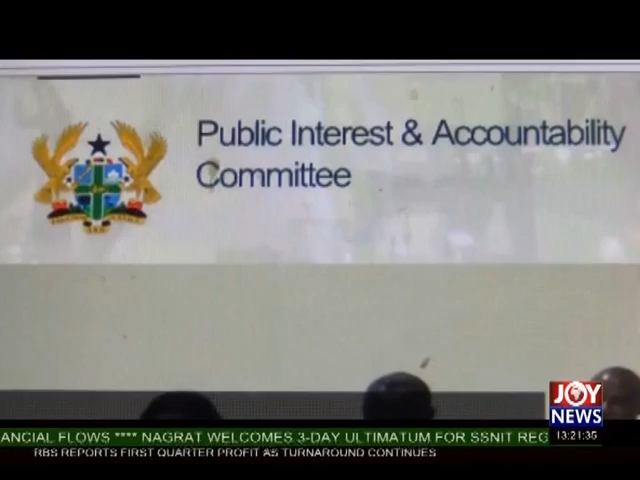 Public Interest & Accountability
Committee
JOY
NEWS
13:21:35
ANCIAL FLOWS **** NAGRAT WELCOMES 3-DAY ULTIMATUM FOR SSNIT REG
RBS REPORTS FIRST QUARTER PROFIT AS TURNAROUND CONTINUES